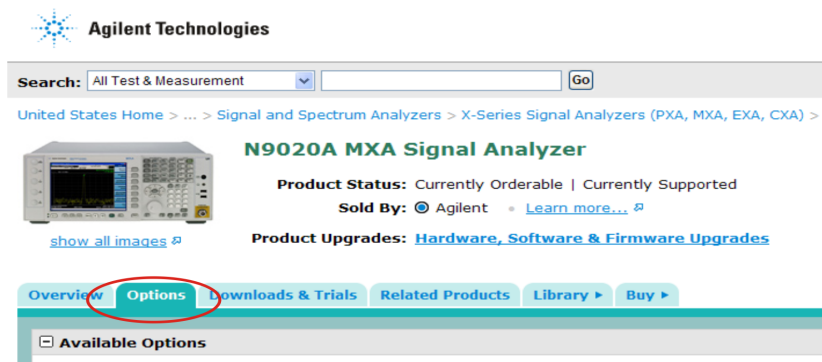 Agilent Technologies
Search: All Test & Measurement Go
United States Home > ... > Signal and Spectrum Analyzers > X-Series Signal Analyzers (PXA, MXA, EXA, CXA) >
N9020A MXA Signal Analyzer
Product Status: Currently Orderable | Currently Supported
Sold By: Agilent Learn more...
show all images
Product Upgrades: Hardware, Software & Firmware Upgrades
Overview Options Downloads & Trials Related Products Library Buy
Available Options